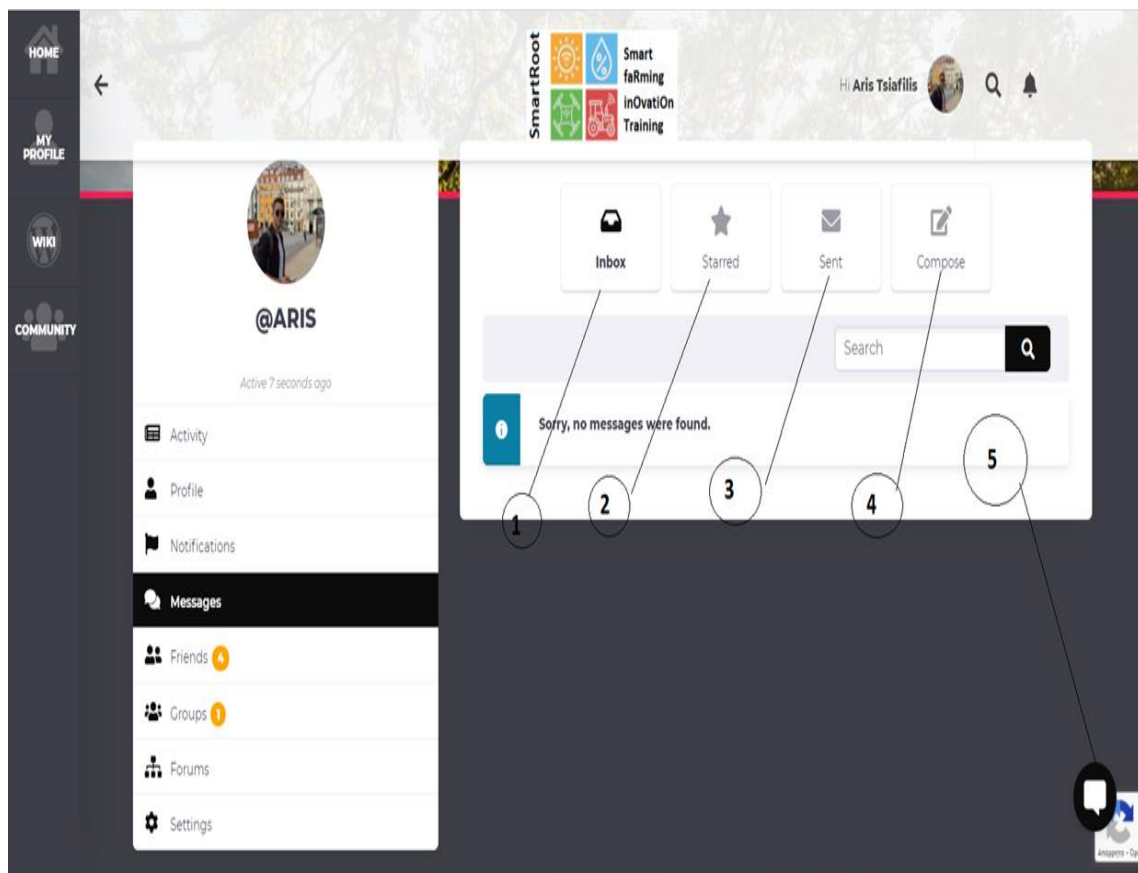 HOME
MY
PROFILE
WIKI
COMMUNITY
SmartRoot
Smart
faRming
inOvatiOn
Training
Hi Aris Tsiafilis
@ARIS
Active 7 seconds ago
Activity
Profile
Notifications
Messages
Friends 4
Groups 1
Forums
Settings
Inbox
Starred
Sent
Compose
Search
Sorry, no messages were found.
1
2
3
4
5